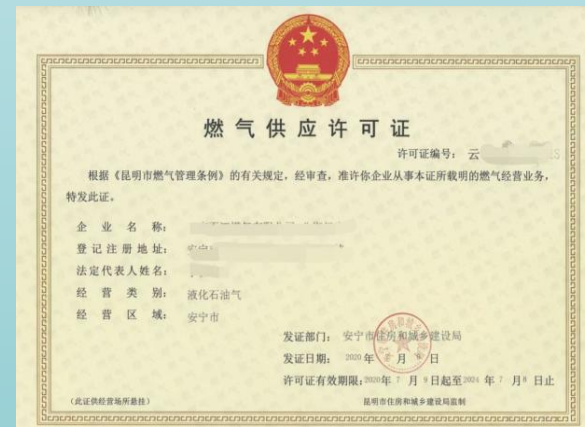 燃气供应许可证
许可证编号：云
根据《昆明市燃气管理条例》的有关规定，经审查，准许你企业从事本证所载明的燃气经营业务，
特发此证。
企业名称：
登记注册地址：安宁
法定代表人姓名：
经营类别：液化石油气
经营区域：安宁市
发证部门：安宁市住房和城乡建设局
发证日期：2020年 月 日
许可证有效期限：2020年7月9日起至2024年7月8日止
（此证供经营场所悬挂）
昆明市住房和城乡建设局监制